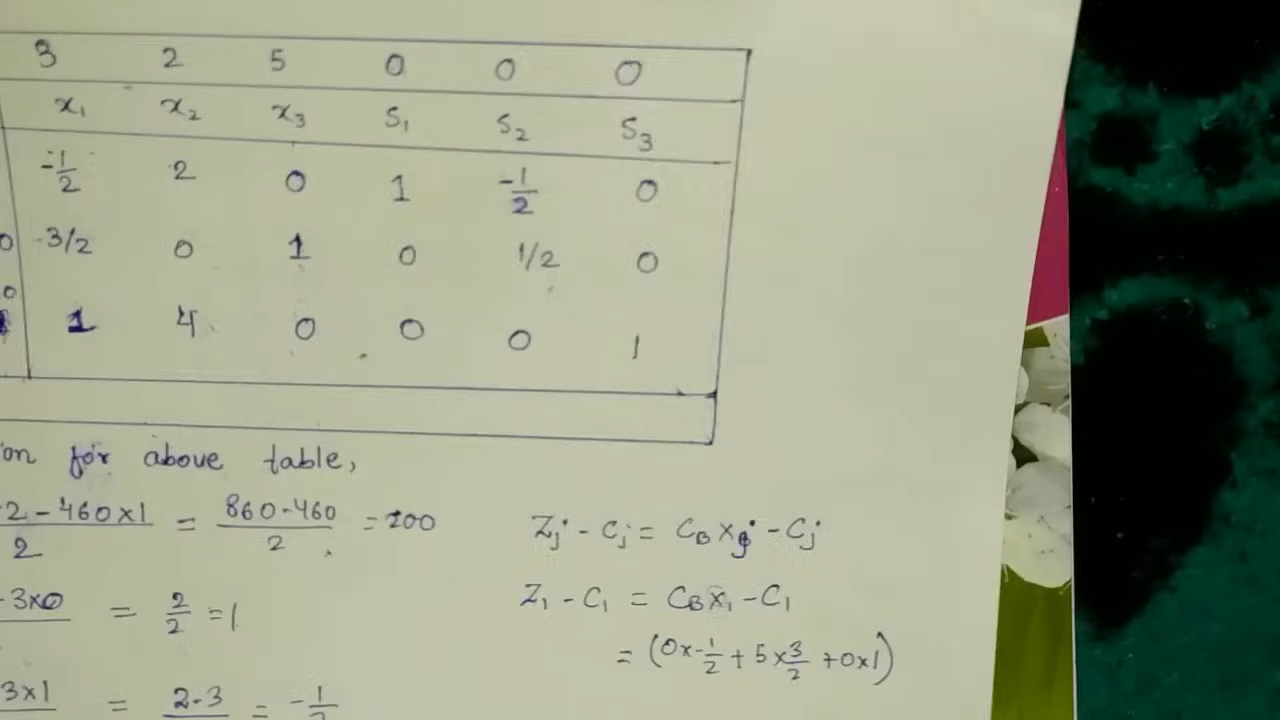 3 2 5 0 0 0
x₁ x₂ x₃ S₁ S₂ S₃
-1/2 2 0 1 -1/2 0
0 3/2 0 1 0 1/2 0
0
1 4 0 0 0 1
on for above table,
2 - 460×1 / 2 = 860-460 / 2 = 200
Zj - Cj = CB Xj - Cj
- 3×0 = 2/2 = 1
Z₁ - C₁ = CB X₁ - C₁
= (0×-1/2 + 5×3/2 + 0×1)
3×1 = 2-3 = -1/2